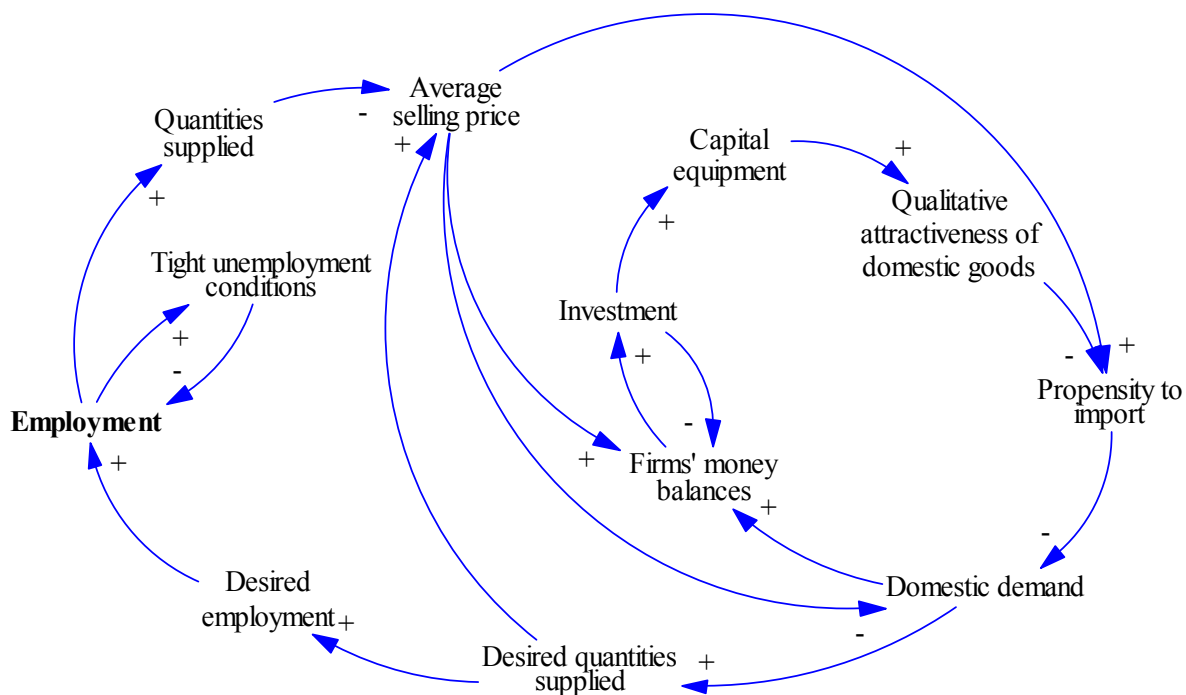 Average
selling price
Quantities
supplied
-
+
Capital
equipment
+
Qualitative
attractiveness of
domestic goods
+
+
Tight unemployment
conditions
Investment
+
-
+
-
+
-
Propensity to
import
Employment
+
+
Firms' money
balances
+
-
Desired
employment
+
Domestic demand
-
Desired quantities
supplied
+